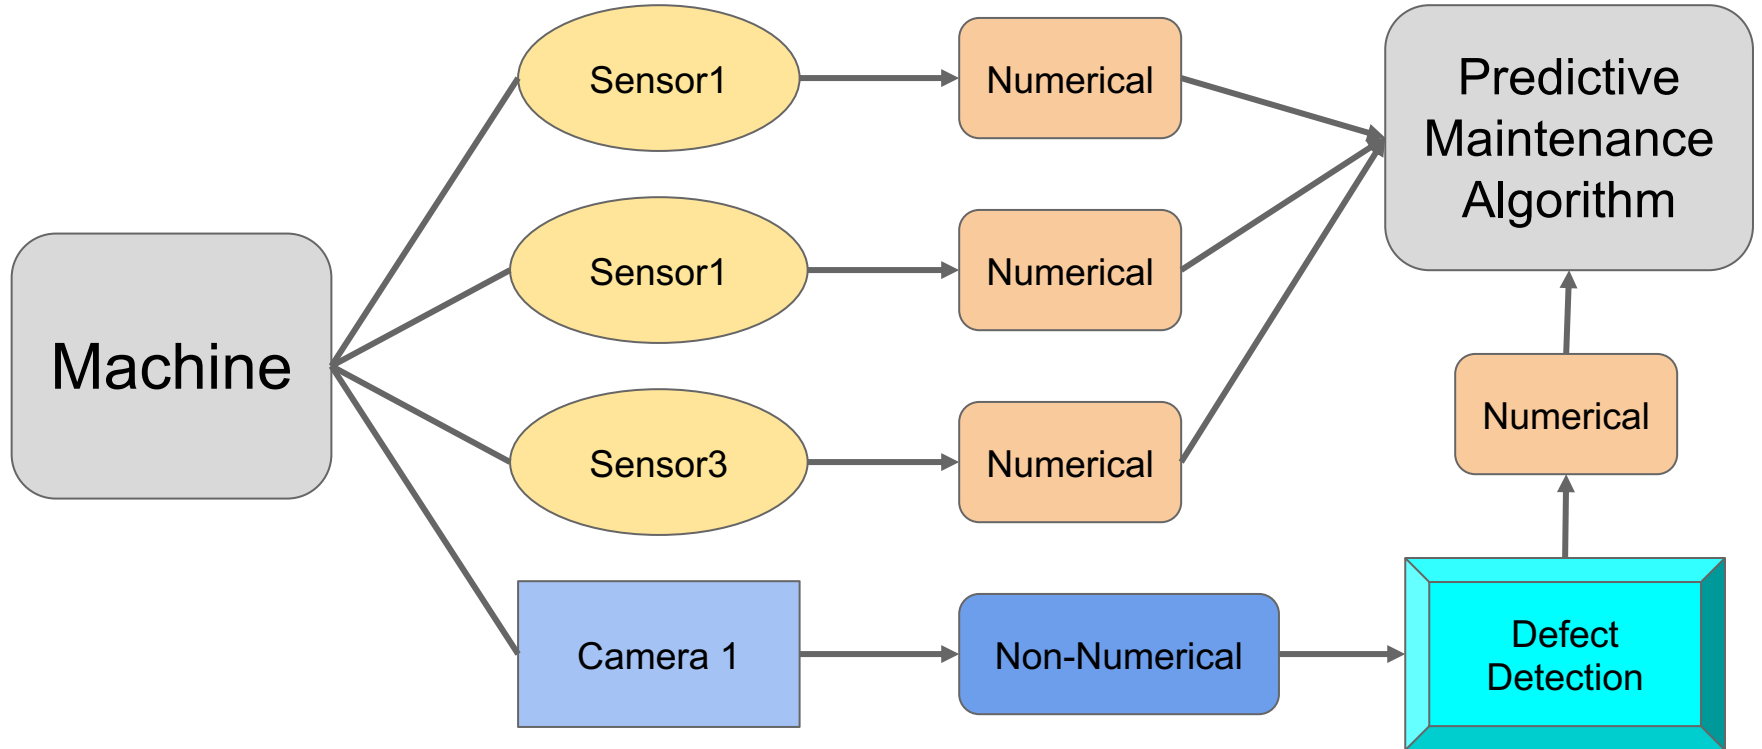 Sensor1
Numerical
Predictive
Maintenance
Algorithm
Sensor1
Numerical
Machine
Numerical
Sensor3
Numerical
Camera 1
Non-Numerical
Defect
Detection